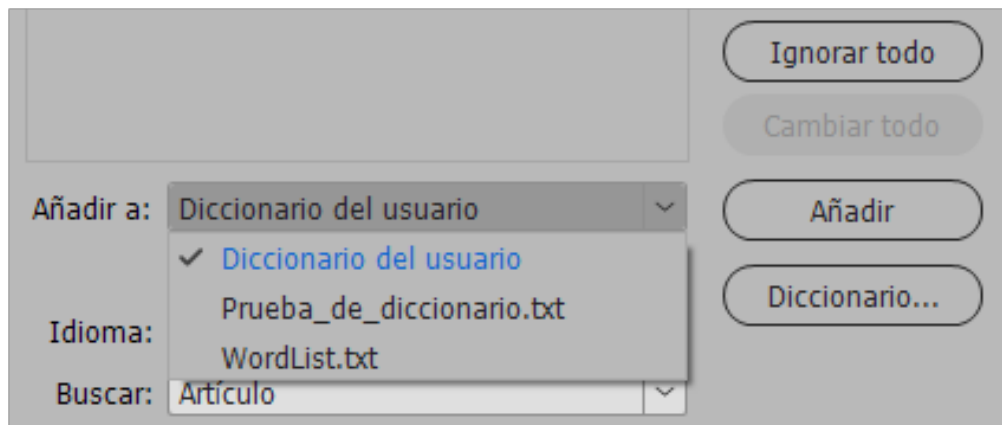 Ignorar todo
Cambiar todo
Añadir a: Diccionario del usuario
Añadir
Diccionario del usuario
Prueba_de_diccionario.txt
Diccionario...
Idioma:
WordList.txt
Buscar: Artículo